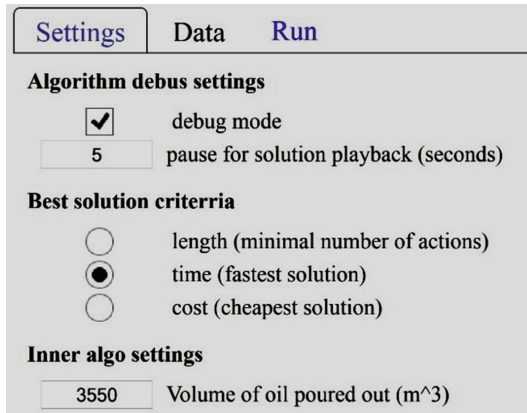 Settings Data Run
Algorithm debus settings
debug mode
5 pause for solution playback (seconds)
Best solution criterria
length (minimal number of actions)
time (fastest solution)
cost (cheapest solution)
Inner algo settings
3550 Volume of oil poured out (m^3)